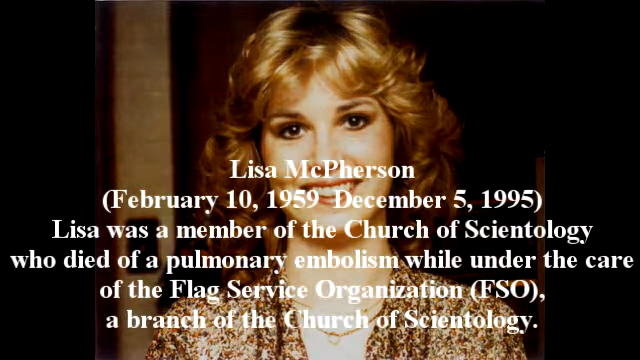 Lisa McPherson
(February 10, 1959  December 5, 1995)
Lisa was a member of the Church of Scientology
who died of a pulmonary embolism while under the care
of the Flag Service Organization (FSO),
a branch of the Church of Scientology.